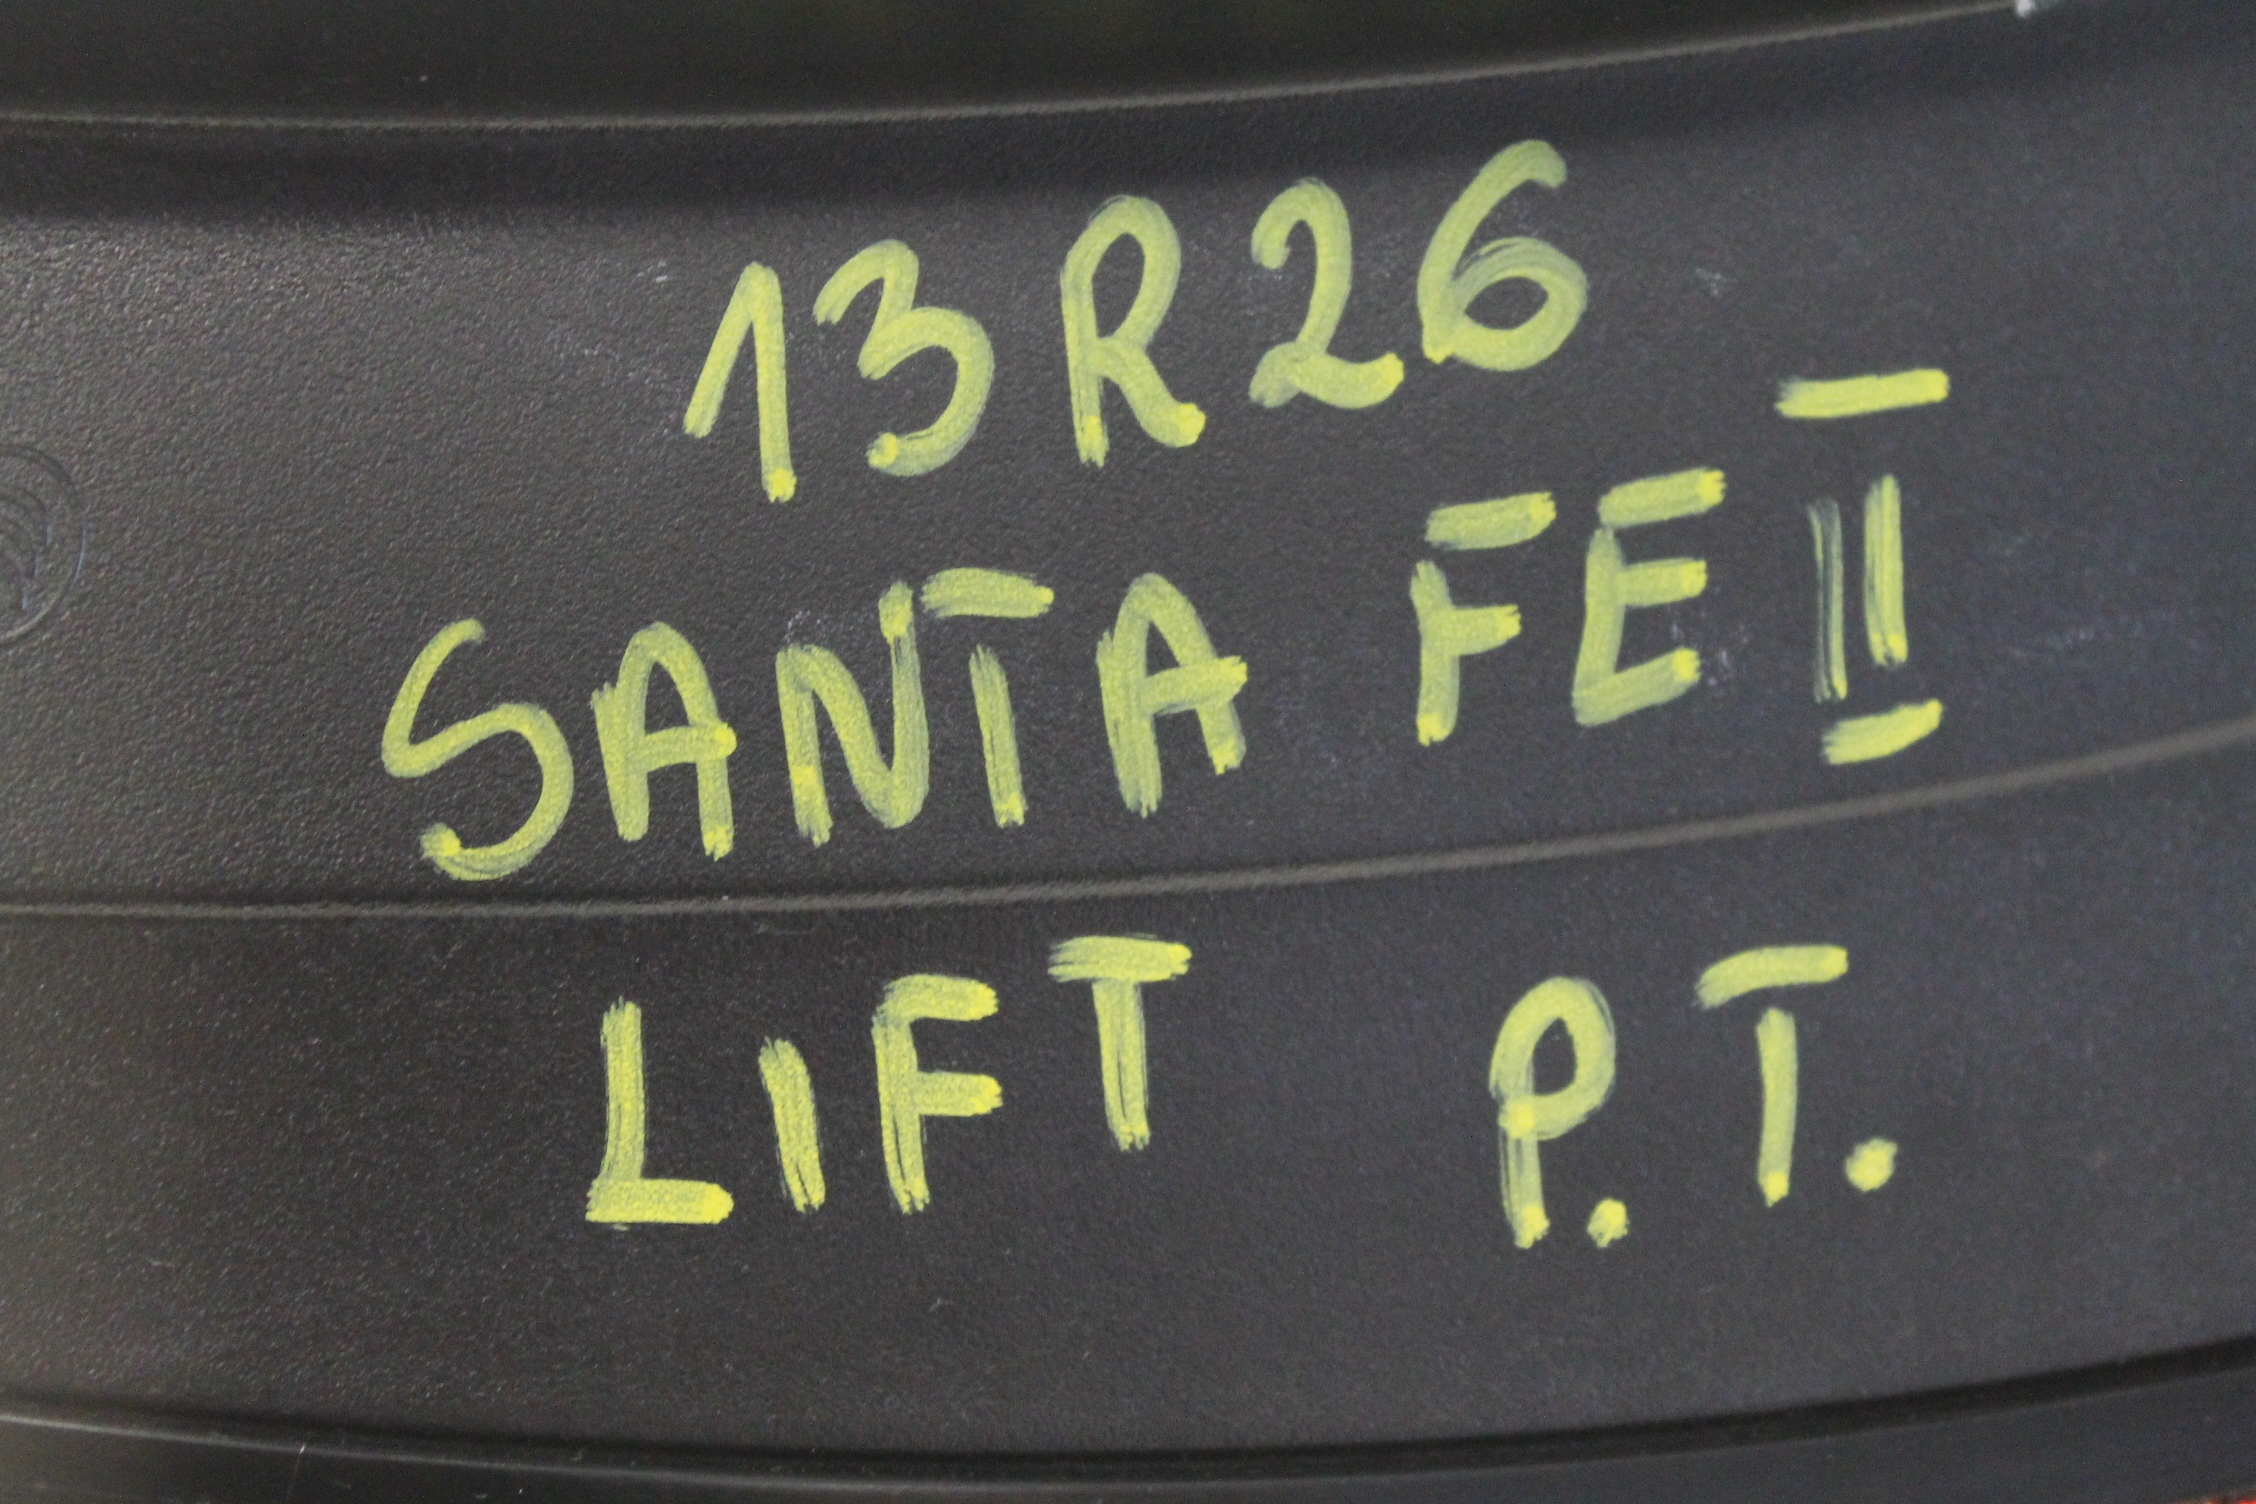 13R26
SANTA FE II
LIFT P.T.